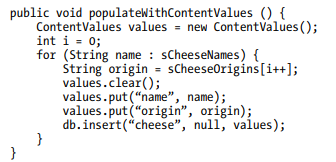 public void populateWithContentValues () {
    ContentValues values = new ContentValues();
    int i = 0;
    for (String name : sCheeseNames) {
        String origin = sCheeseOrigins[i++];
        values.clear();
        values.put(“name”, name);
        values.put(“origin”, origin);
        db.insert(“cheese”, null, values);
    }
}